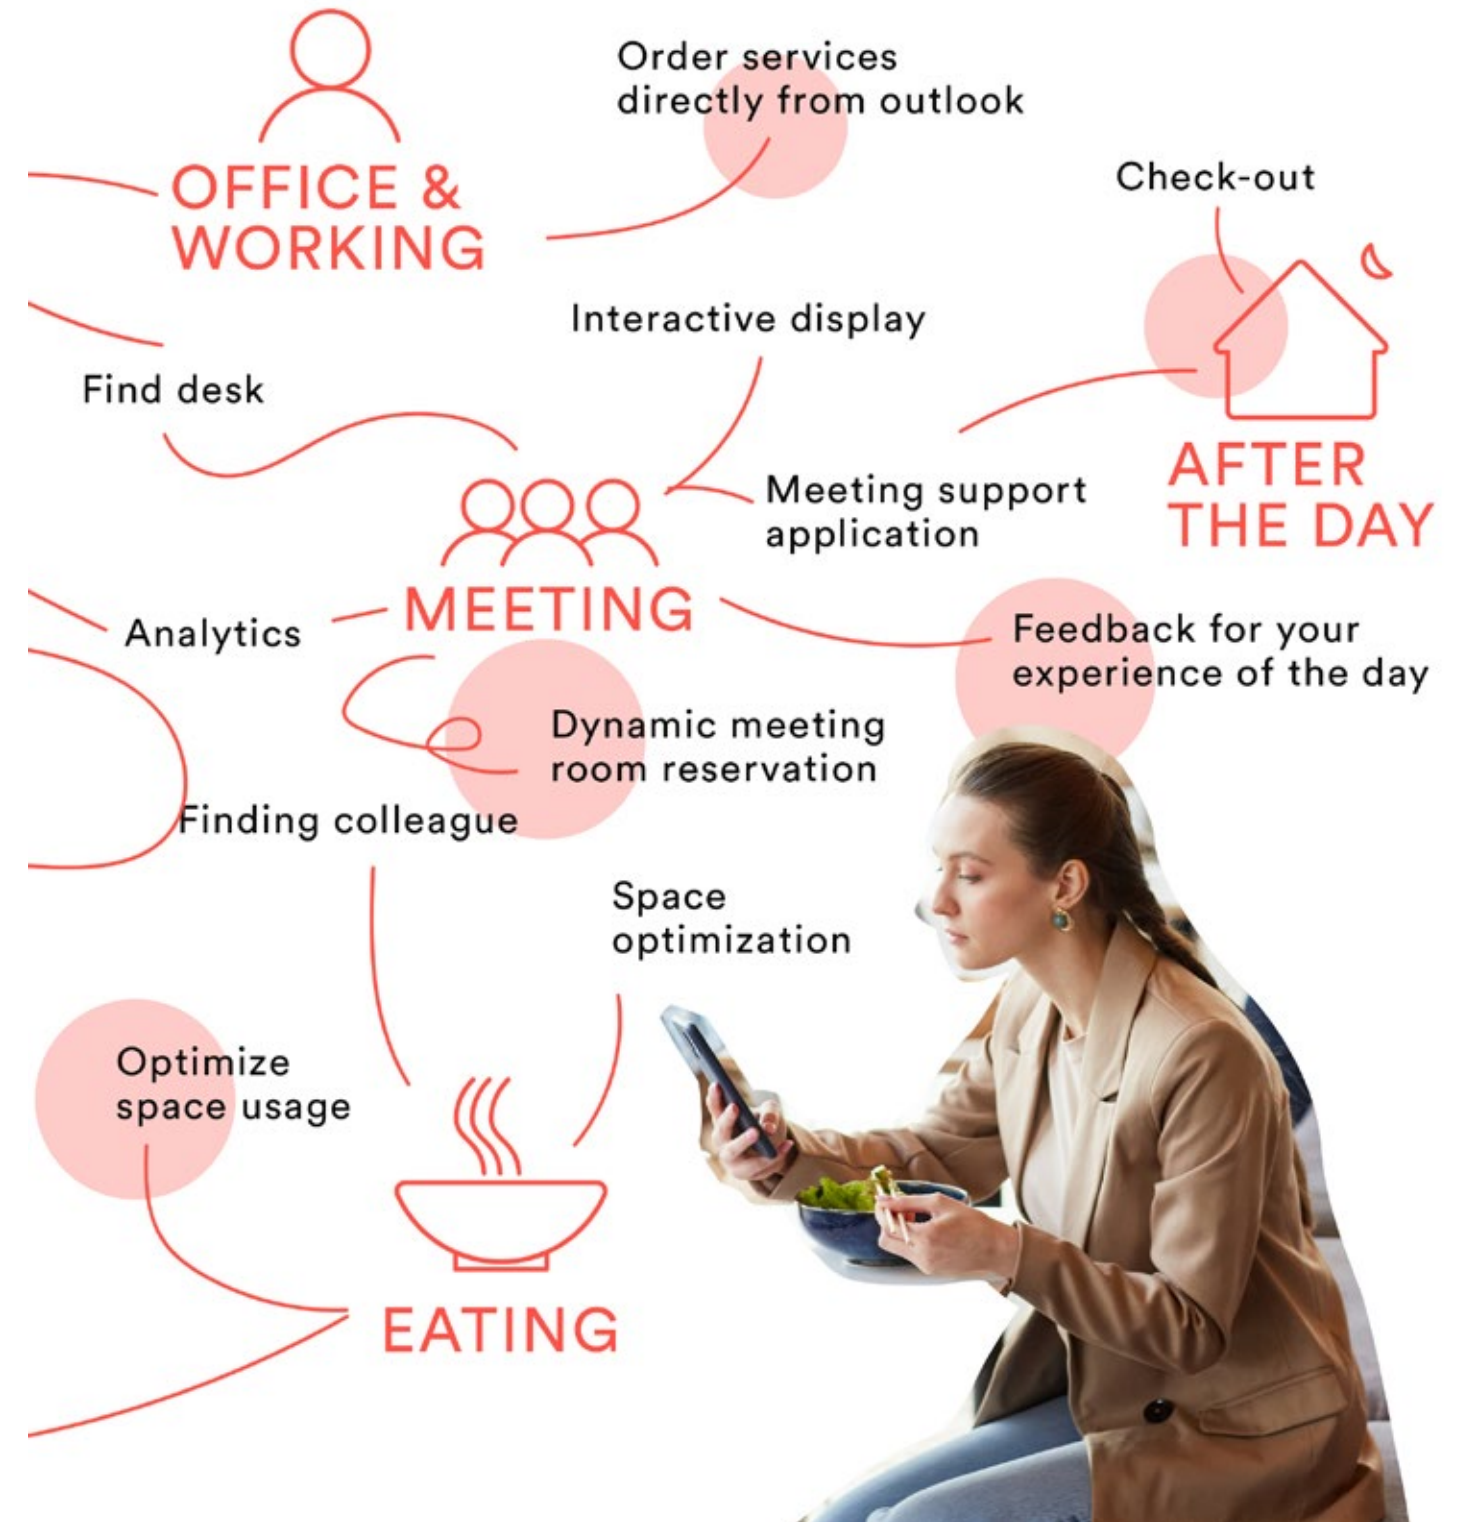 OFFICE &
WORKING
Order services
directly from outlook
Check-out
Interactive display
Find desk
AFTER
THE DAY
Meeting support
application
MEETING
Analytics
Feedback for your
experience of the day
Dynamic meeting
room reservation
Finding colleague
Space
optimization
Optimize
space usage
EATING